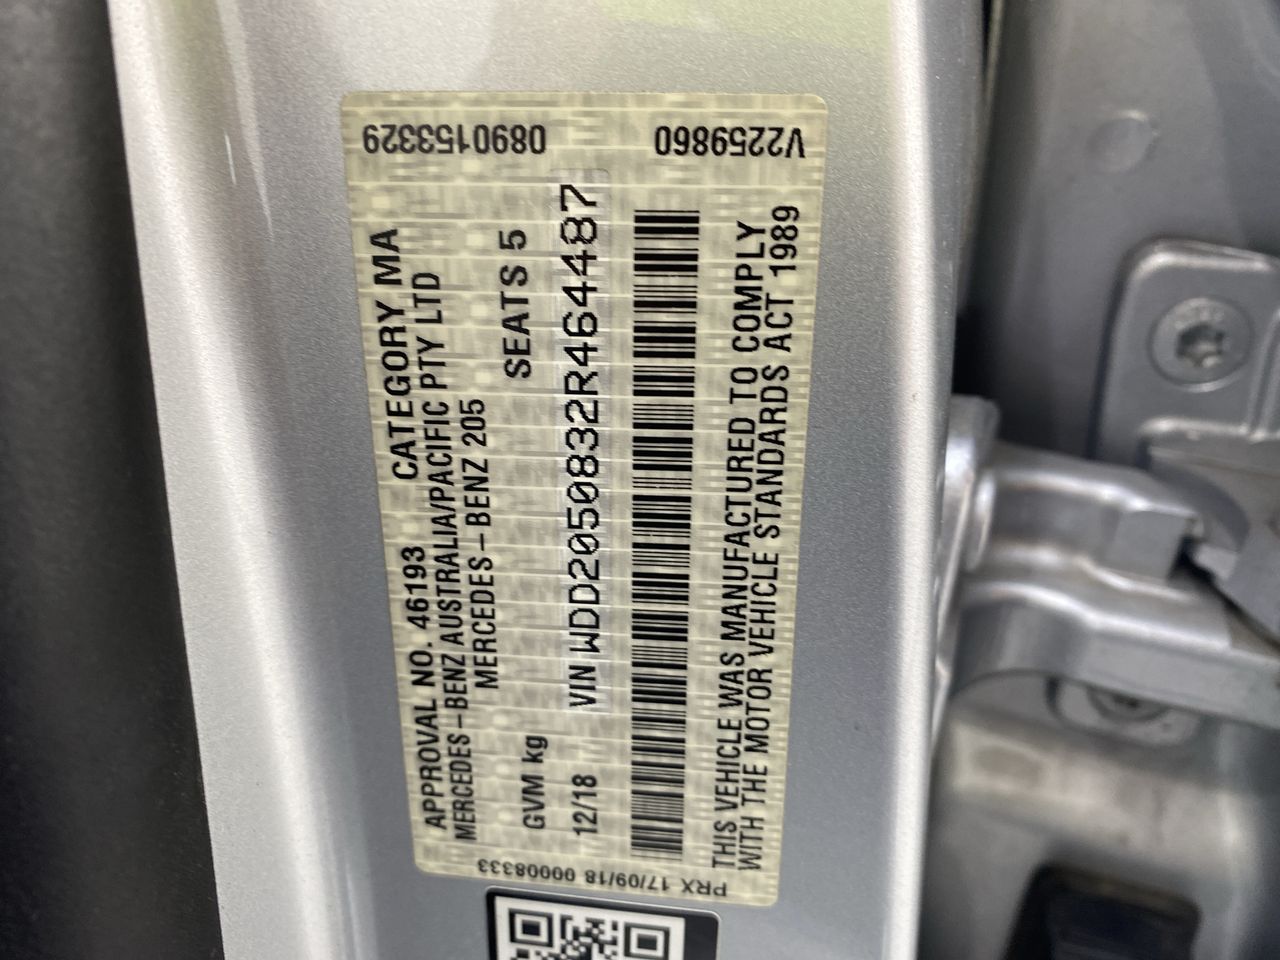 0890153329
V2259860
APPROVAL NO. 46193 CATEGORY MA
MERCEDES-BENZ AUSTRALIA/PACIFIC PTY LTD
MERCEDES-BENZ 205
GVM kg SEATS 5
12/18 VIN WDD2050832R464487
THIS VEHICLE WAS MANUFACTURED TO COMPLY
WITH THE MOTOR VEHICLE STANDARDS ACT 1989
PRX 17/09/18 00008333